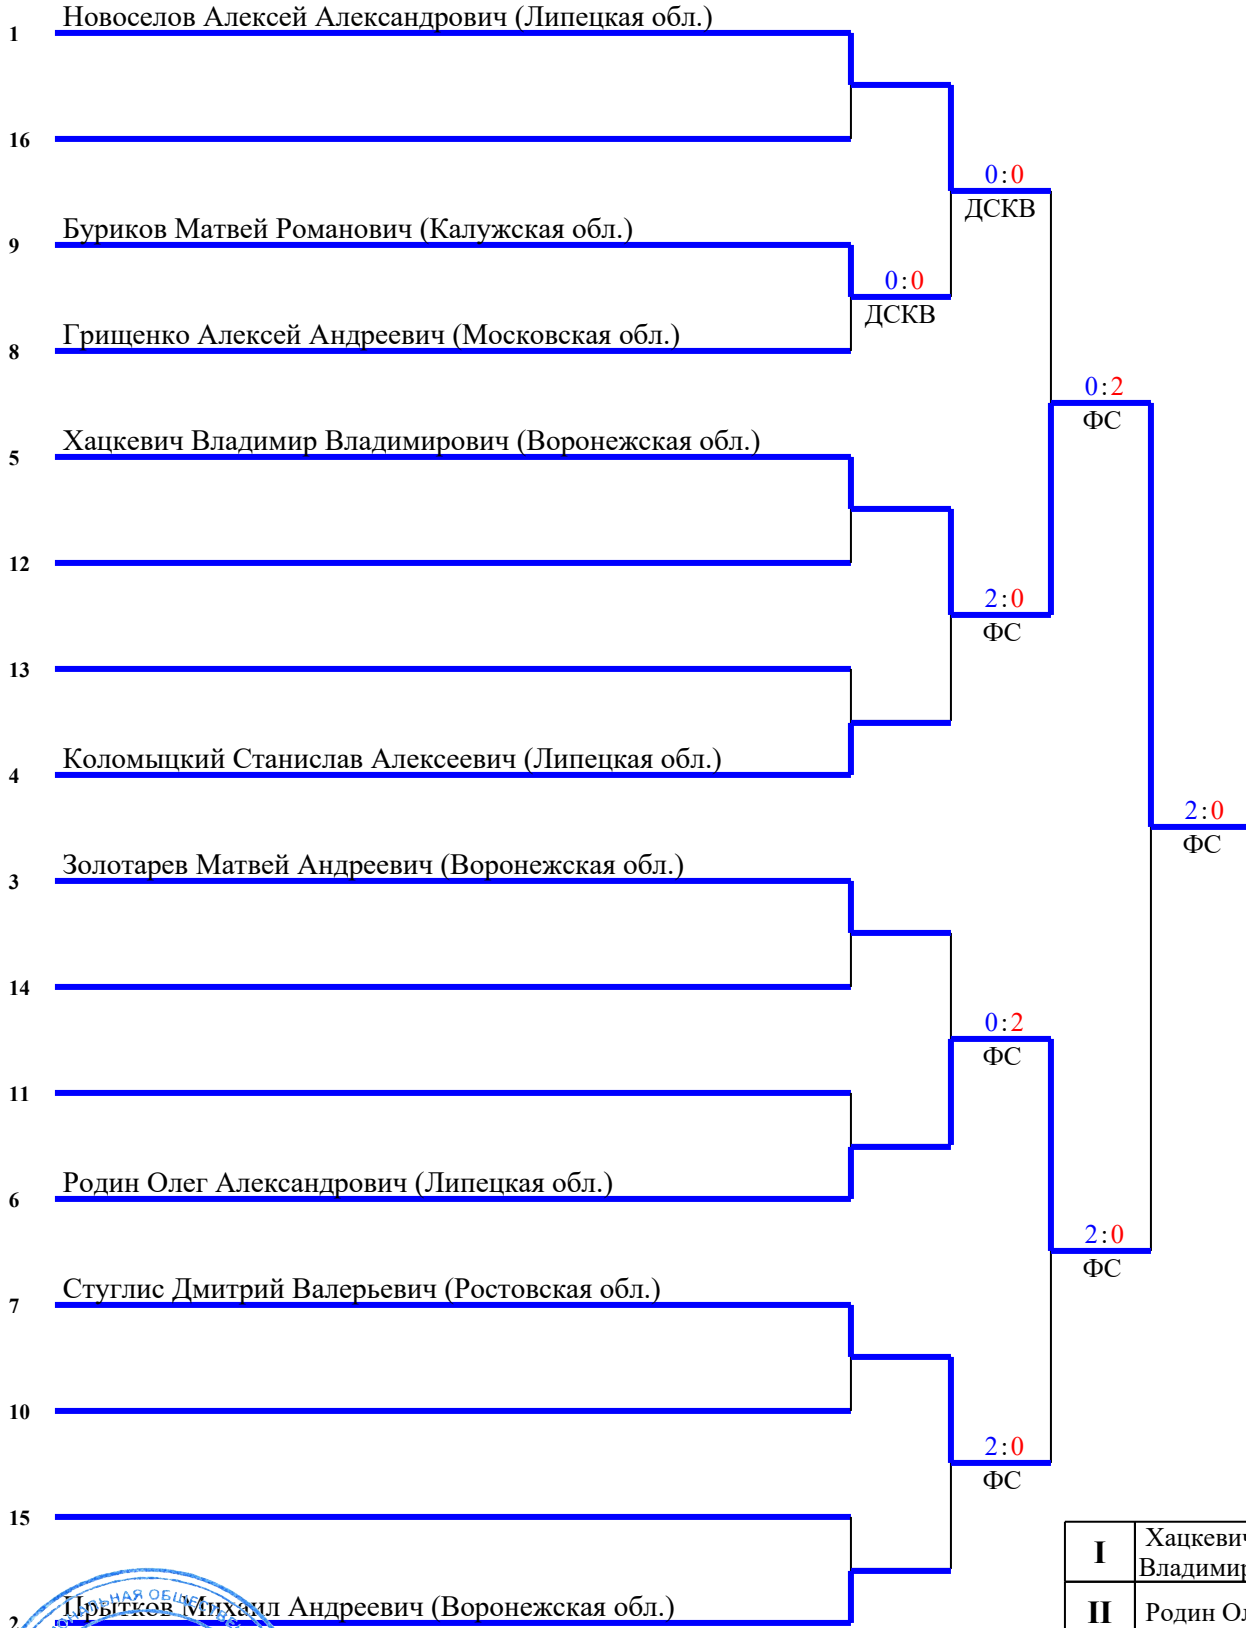 Новоселов Алексей Александрович (Липецкая обл.)
1
16
0:0
ДСКВ
Буриков Матвей Романович (Калужская обл.)
9
0:0
ДСКВ
Грищенко Алексей Андреевич (Московская обл.)
8
0:2
ФС
Хацкевич Владимир Владимирович (Воронежская обл.)
5
12
2:0
ФС
13
Коломыцкий Станислав Алексеевич (Липецкая обл.)
4
2:0
ФС
Золотарев Матвей Андреевич (Воронежская обл.)
3
14
0:2
ФС
11
Родин Олег Александрович (Липецкая обл.)
6
2:0
ФС
Стуглис Дмитрий Валерьевич (Ростовская обл.)
7
10
2:0
ФС
15
I Хацкевич
Владимир
Прытков Михаил Андреевич (Воронежская обл.)
2
II Родин Ол